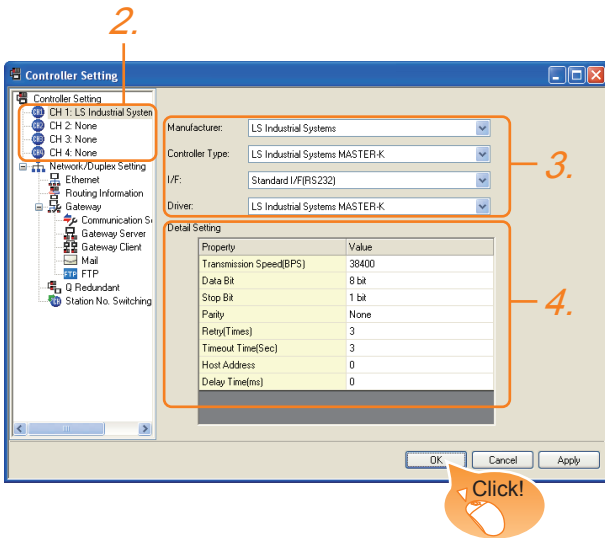 2.
Controller Setting
Controller Setting
CH 1: LS Industrial System
CH 2: None
CH 3: None
CH 4: None
Network/Duplex Setting
Ethernet
Routing Information
Gateway
Communication S
Gateway Server
Gateway Client
Mail
FTP FTP
Q Redundant
Station No. Switching
Manufacturer: LS Industrial Systems
Controller Type: LS Industrial Systems MASTER-K
I/F: Standard I/F(RS232)
Driver: LS Industrial Systems MASTER-K
3.
Detail Setting
Property Value
Transmission Speed(BPS) 38400
Data Bit 8 bit
Stop Bit 1 bit
Parity None
Retry(Times) 3
Timeout Time(Sec) 3
Host Address 0
Delay Time(ms) 0
4.
OK Cancel Apply
Click!